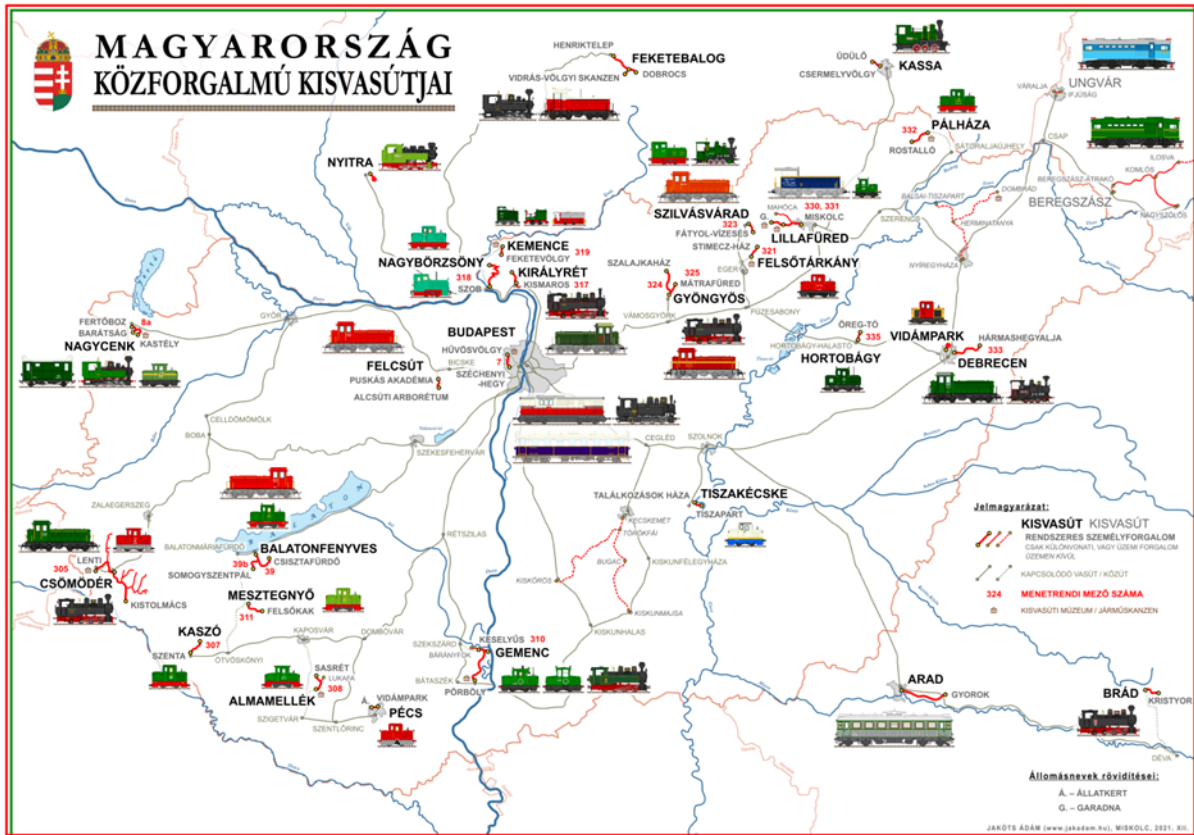 MAGYARORSZÁG
KÖZFORGALMÚ KISVASÚTJAI
HENRIKTELEP
FEKETEBALOG
VIDRÁS-VÖLGYI SKANZEN
DOBROCS
ÜDÜLŐ
KASSA
CSERMELYVÖLGY
UNGVÁR
VÁRALJA
IFJÚSÁG
PÁLHÁZA
332
ROSTALLÓ
SÁTORALJAÚJHELY
CSAP
ILOSVA
KOMLÓS
BEREGSZÁSZ-ÁTRAKÓ
BEREGSZÁSZ
NAGYSZŐLŐS
NYITRA
SZILVÁSVÁRAD
323
FÁTYOL-VÍZESÉS
STIMECZ-HÁZ
321
FELSŐTÁRKÁNY
EGER
330, 331
MAHÓCA
MISKOLC
G.
LILLAFÜRED
SZERENCS
BALSAI-TISZAPART
DOMBRÁD
HERMINATANYA
NYÍREGYHÁZA
KEMENCE
319
FEKETEVÖLGY
NAGYBÖRZSÖNY
318
SZOB
KIRÁLYRÉT
KISMAROS
317
SZALAJKAHÁZ
325
MÁTRAFÜRED
324
GYÖNGYÖS
VÁMOSGYÖRK
FÜZESABONY
FERTŐBOZ
8a
BARÁTSÁG
KASTÉLY
NAGYCENK
GYŐR
BUDAPEST
HŰVÖSVÖLGY
7
SZÉCHENYI
-HEGY
FELCSÚT
BICSKE
PUSKÁS AKADÉMIA
ALCSÚTI ARBORÉTUM
ÖREG-TÓ
335
HORTOBÁGY-HALASTÓ
HORTOBÁGY
VIDÁMPARK
HÁRMASHEGYALJA
333
DEBRECEN
CELLDÖMÖMÖLK
BOBA
SZÉKESFEHÉRVÁR
CEGLÉD
SZOLNOK
ZALAEGERSZEG
BALATON
BALATONMÁRIAFÜRDŐ
BALATONFENYVES
39b
CSISZTAFÜRDŐ
SOMOGYSZENTPÁL
39
RÉTSZILAS
TALÁLKOZÁSOK HÁZA
KECSKEMÉT
TÖRÖKFÁI
TISZAKÉCSKE
TISZAPART
BUGAC
KISKUNFÉLEGYHÁZA
KISKŐRÖS
KISKUNMAJSA
KISKUNHALAS
LENTI
305
CSÖMÖDÉR
KISTOLMÁCS
MESZTEGNYŐ
FELSŐKAK
311
KASZÓ
307
SZENTA
ÖTVÖSKÓNYI
KAPOSVÁR
DOMBÓVÁR
SASRÉT
LUKAFA
308
ALMAMELLÉK
SZIGETVÁR
SZENTLŐRINC
Á.
VIDÁMPARK
PÉCS
SZEKSZÁRD
KESELYŰS
310
BÁRÁNYFOK
GEMENC
BÁTASZÉK
PÖRBÖLY
ARAD
GYOROK
BRÁD
KRISTYOR
DÉVA
Jelmagyarázat:
KISVASÚT KISVASÚT
RENDSZERES SZEMÉLYFORGALOM
CSAK KÜLÖNVONATI, VAGY ÜZEMI FORGALOM
ÜZEMEN KÍVÜL
KAPCSOLÓDÓ VASÚT / KÖZÚT
324 MENETRENDI MEZŐ SZÁMA
KISVASÚTI MÚZEUM / JÁRMŰSKANZEN
Állomásnevek rövidítései:
Á. – ÁLLATKERT
G. – GARADNA
JAKÓTS ÁDÁM (www.jakadam.hu), MISKOLC, 2021. XII.